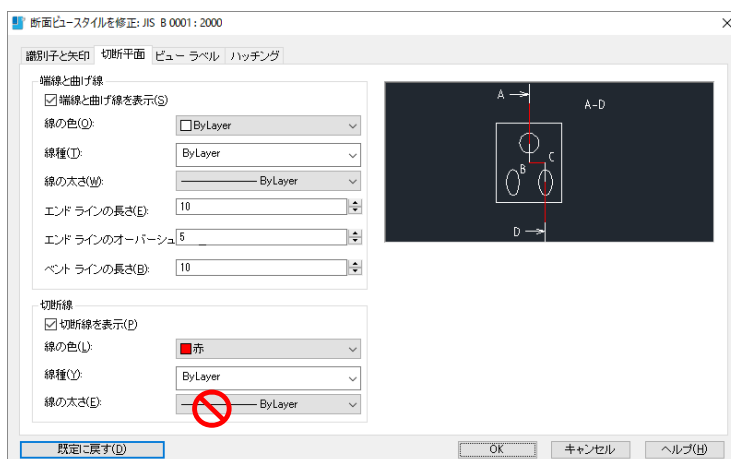 断面ビュースタイルを修正: JIS B 0001 : 2000
識別子と矢印 切断平面 ビュー ラベル ハッチング
端線と曲げ線
端線と曲げ線を表示(S)
線の色(O): ByLayer
線種(T): ByLayer
線の太さ(W): ByLayer
エンド ラインの長さ(E): 10
エンド ラインのオーバーシュ 5
ベント ラインの長さ(B): 10
切断線
切断線を表示(P)
線の色(L): 赤
線種(Y): ByLayer
線の太さ(E): ByLayer
A
A-D
C
B
D
既定に戻す(D) OK キャンセル ヘルプ(H)